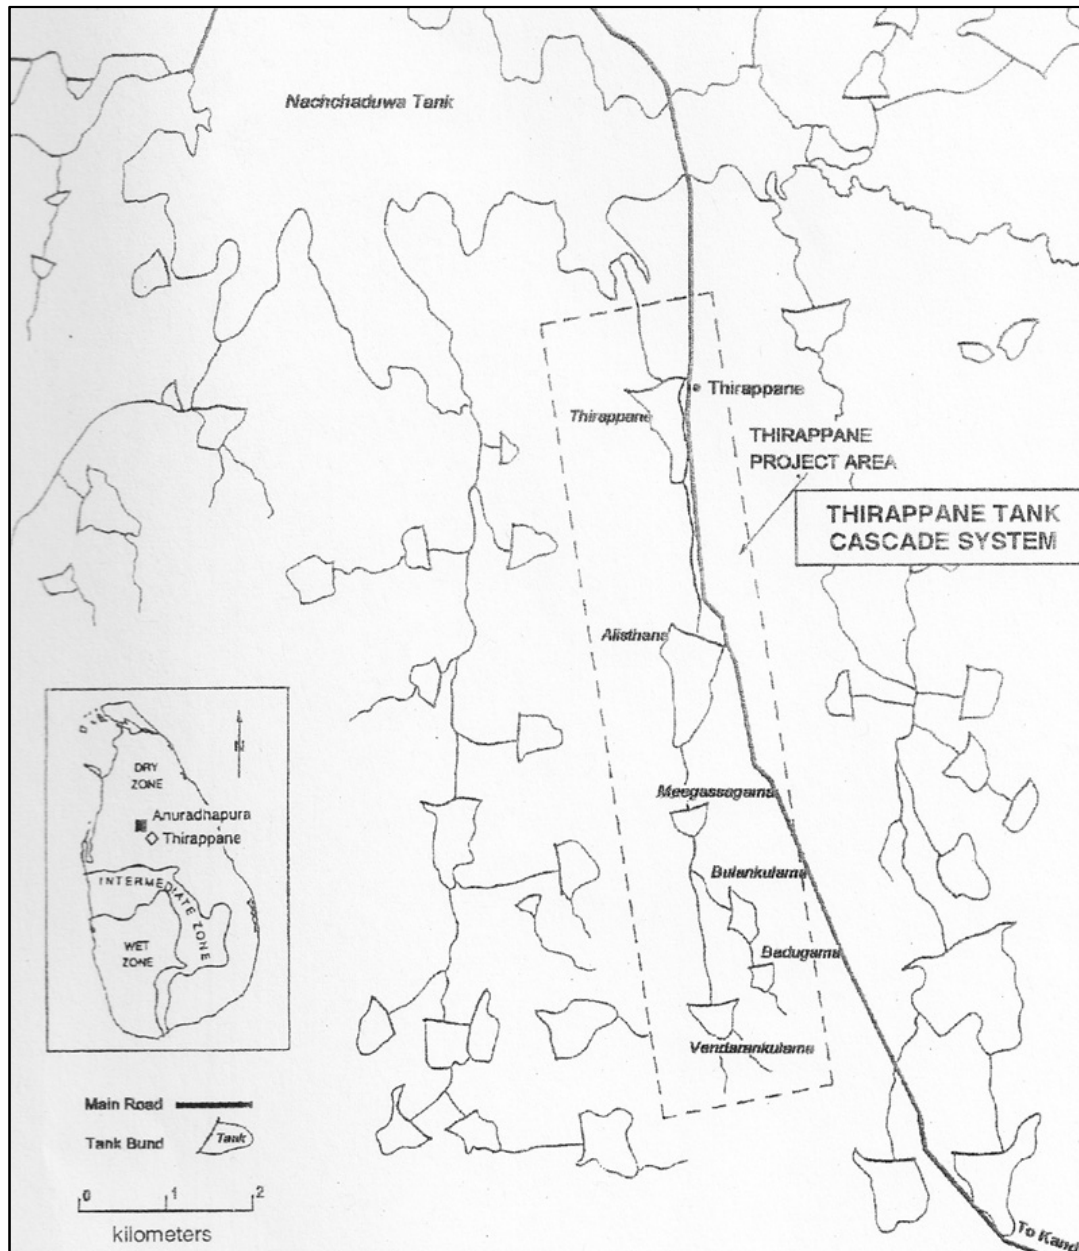 Nachchaduwa Tank
Thirappane
Thirappane
THIRAPPANE
PROJECT AREA
THIRAPPANE TANK
CASCADE SYSTEM
Alisthana
Meegassagama
Bulankulama
Badugama
Vendarankulama
N
DRY
ZONE
Anuradhapura
Thirappane
INTERMEDIATE ZONE
WET
ZONE
Main Road
Tank Bund
Tank
0 1 2
kilometers
To Kand